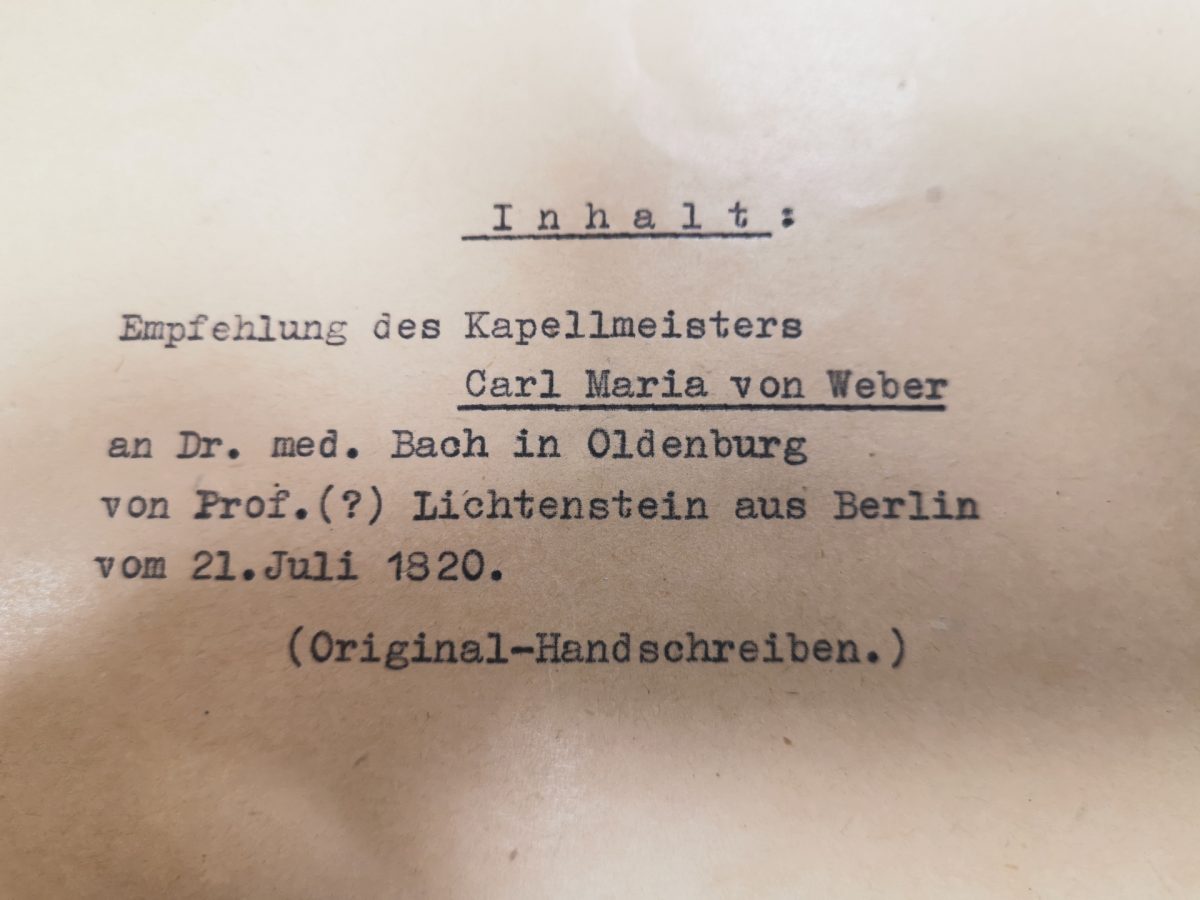 Inhalt:
Empfehlung des Kapellmeisters
Carl Maria von Weber
an Dr. med. Bach in Oldenburg
von Prof.(?) Lichtenstein aus Berlin
vom 21.Juli 1820.
(Original-Handschreiben.)